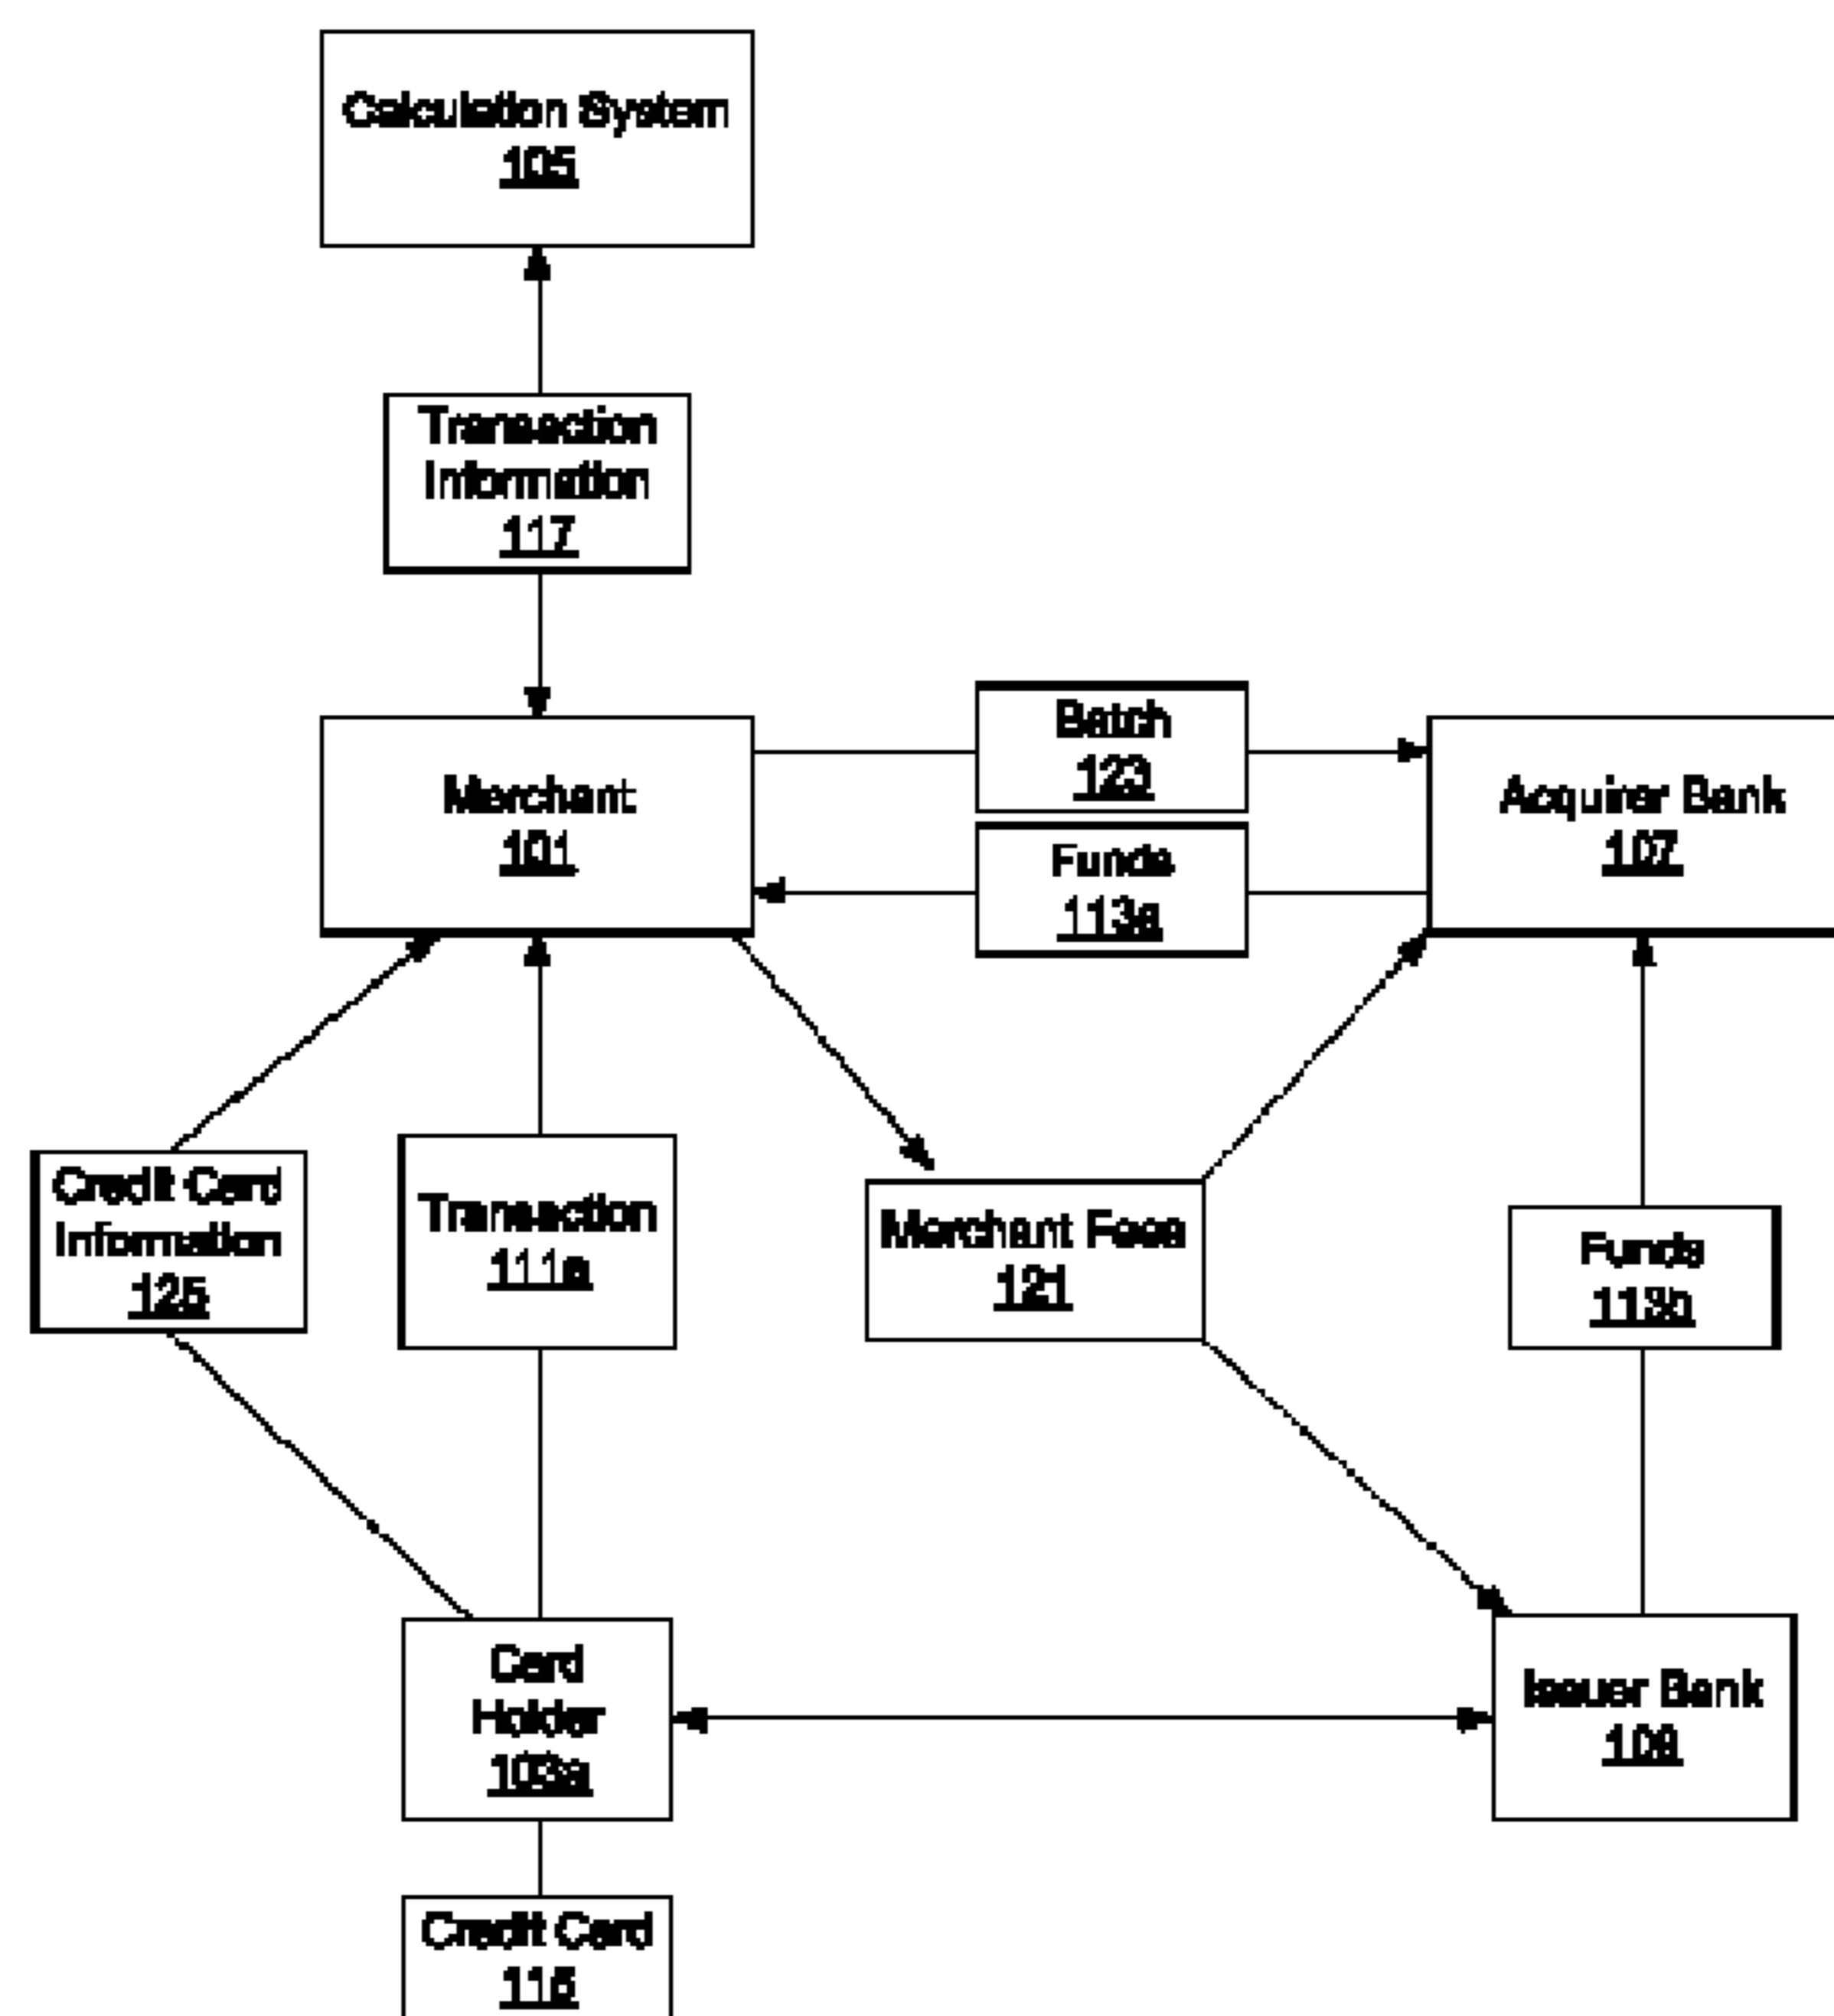 Calculation System
105
Transaction
Information
117
Merchant
101
Batch
123
Funds
113a
Acquirer Bank
107
Credit Card
Information
125
Transaction
111a
Merchant Fees
121
Funds
113b
Card
Holder
103a
Issuer Bank
109
Credit Card